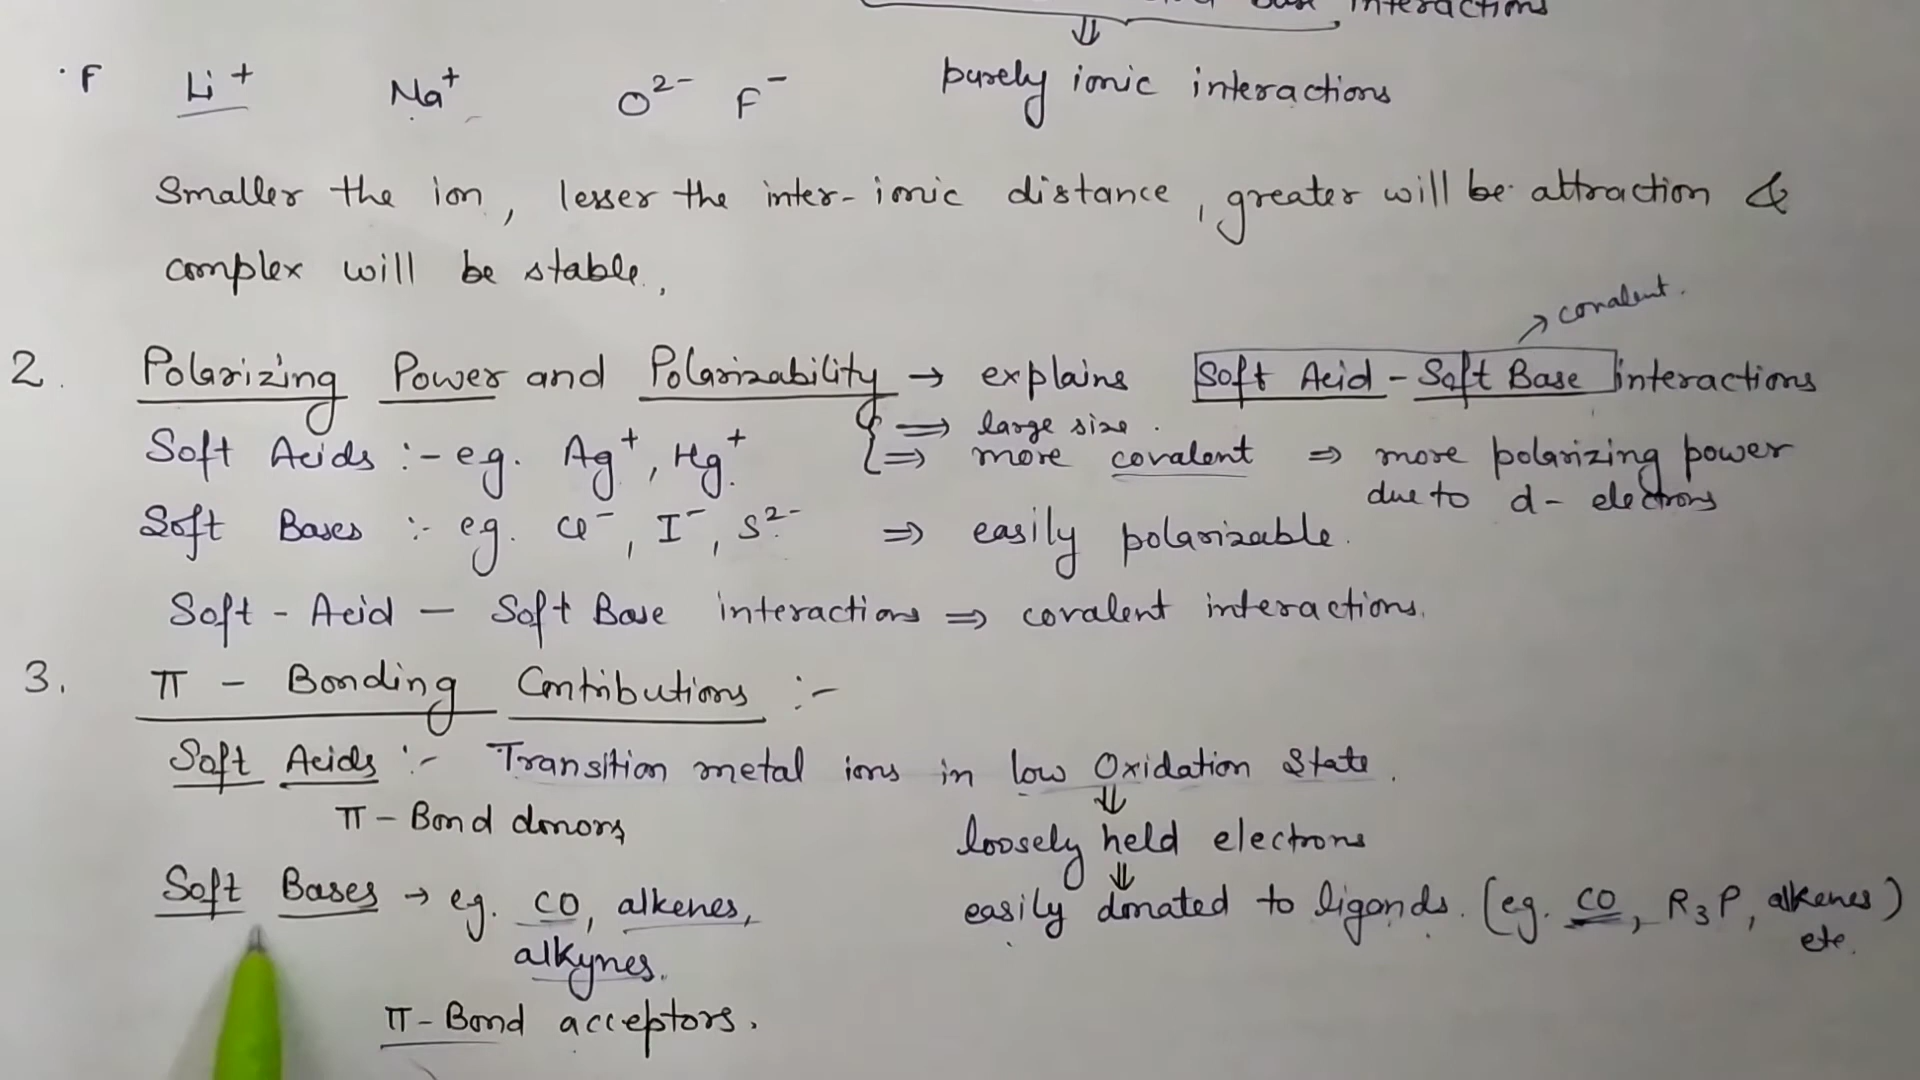 Base interactions
⇓
·F Li⁺ Na⁺ O²⁻ F⁻ purely ionic interactions
Smaller the ion, lesser the inter-ionic distance, greater will be attraction &
complex will be stable.
→ covalent.
2. Polarizing Power and Polarizability → explains Soft Acid - Soft Base interactions
⇒ large size.
Soft Acids :- eg. Ag⁺, Hg⁺ ⇒ more covalent ⇒ more polarizing power
due to d- electrons
Soft Bases :- eg. Cl⁻, I⁻, S²⁻ ⇒ easily polarizable.
Soft - Acid — Soft Base interactions ⇒ covalent interactions.
3. π - Bonding Contributions :-
Soft Acids :- Transition metal ions in low Oxidation State.
⇓
π - Bond donors loosely held electrons
⇓
Soft Bases → eg. CO, alkenes, easily donated to ligands. (eg. CO, R₃P, alkenes)
alkynes. etc.
π - Bond acceptors.